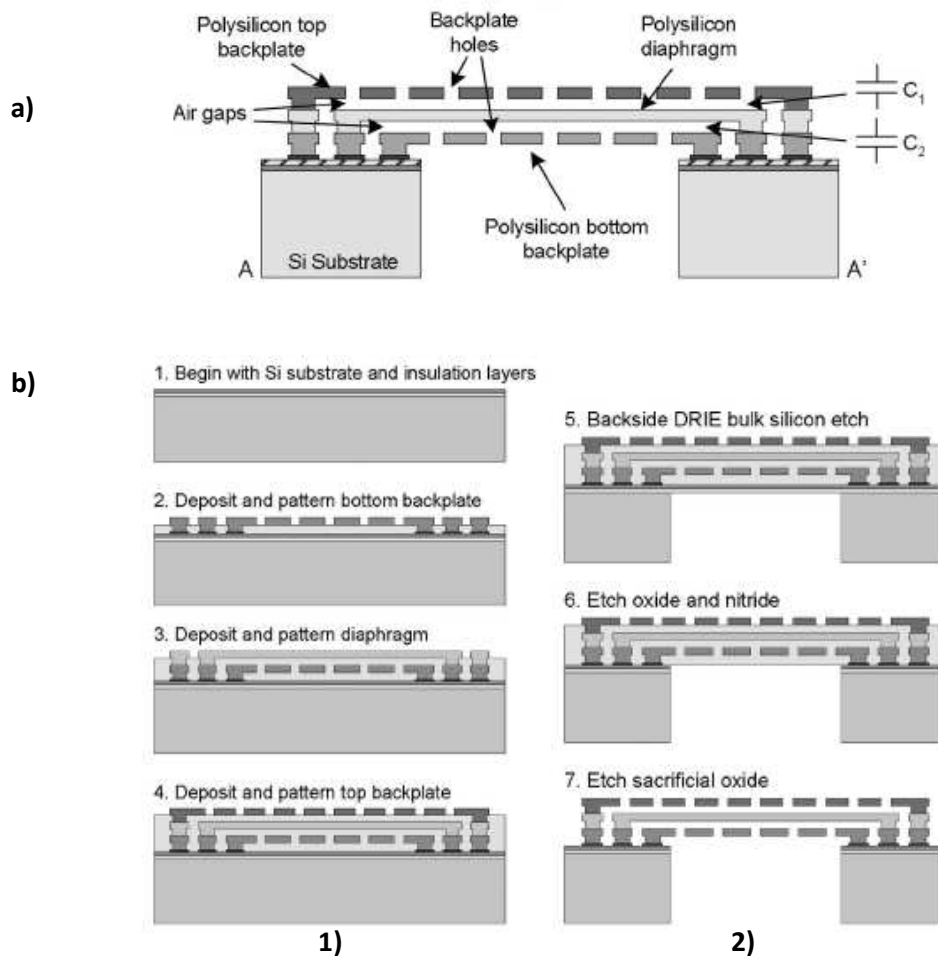 a)
Polysilicon top
backplate
Backplate
holes
Polysilicon
diaphragm
Air gaps
C1
C2
Polysilicon bottom
backplate
Si Substrate
A
A'
b)
1. Begin with Si substrate and insulation layers
2. Deposit and pattern bottom backplate
3. Deposit and pattern diaphragm
4. Deposit and pattern top backplate
1)
5. Backside DRIE bulk silicon etch
6. Etch oxide and nitride
7. Etch sacrificial oxide
2)